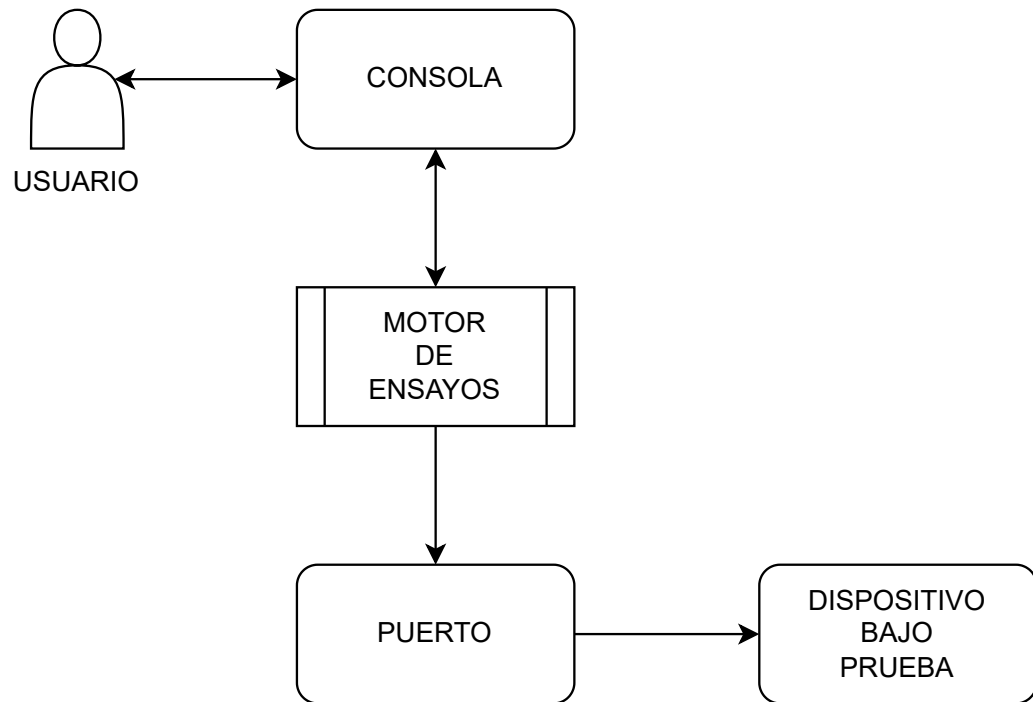 CONSOLA
USUARIO
MOTOR
DE
ENSAYOS
PUERTO
DISPOSITIVO
BAJO
PRUEBA